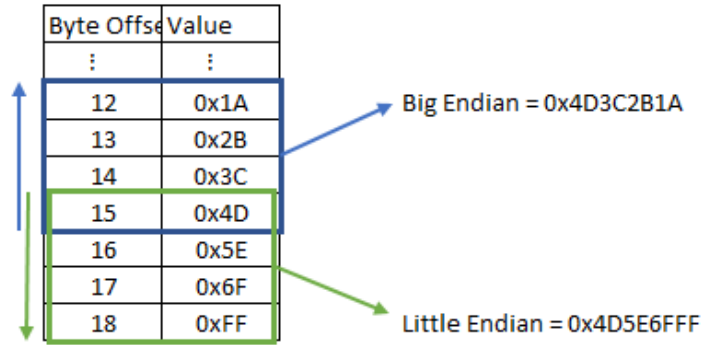 Byte Offse Value
⋮ ⋮
12 0x1A
13 0x2B
14 0x3C
15 0x4D
16 0x5E
17 0x6F
18 0xFF
Big Endian = 0x4D3C2B1A
Little Endian = 0x4D5E6FFF